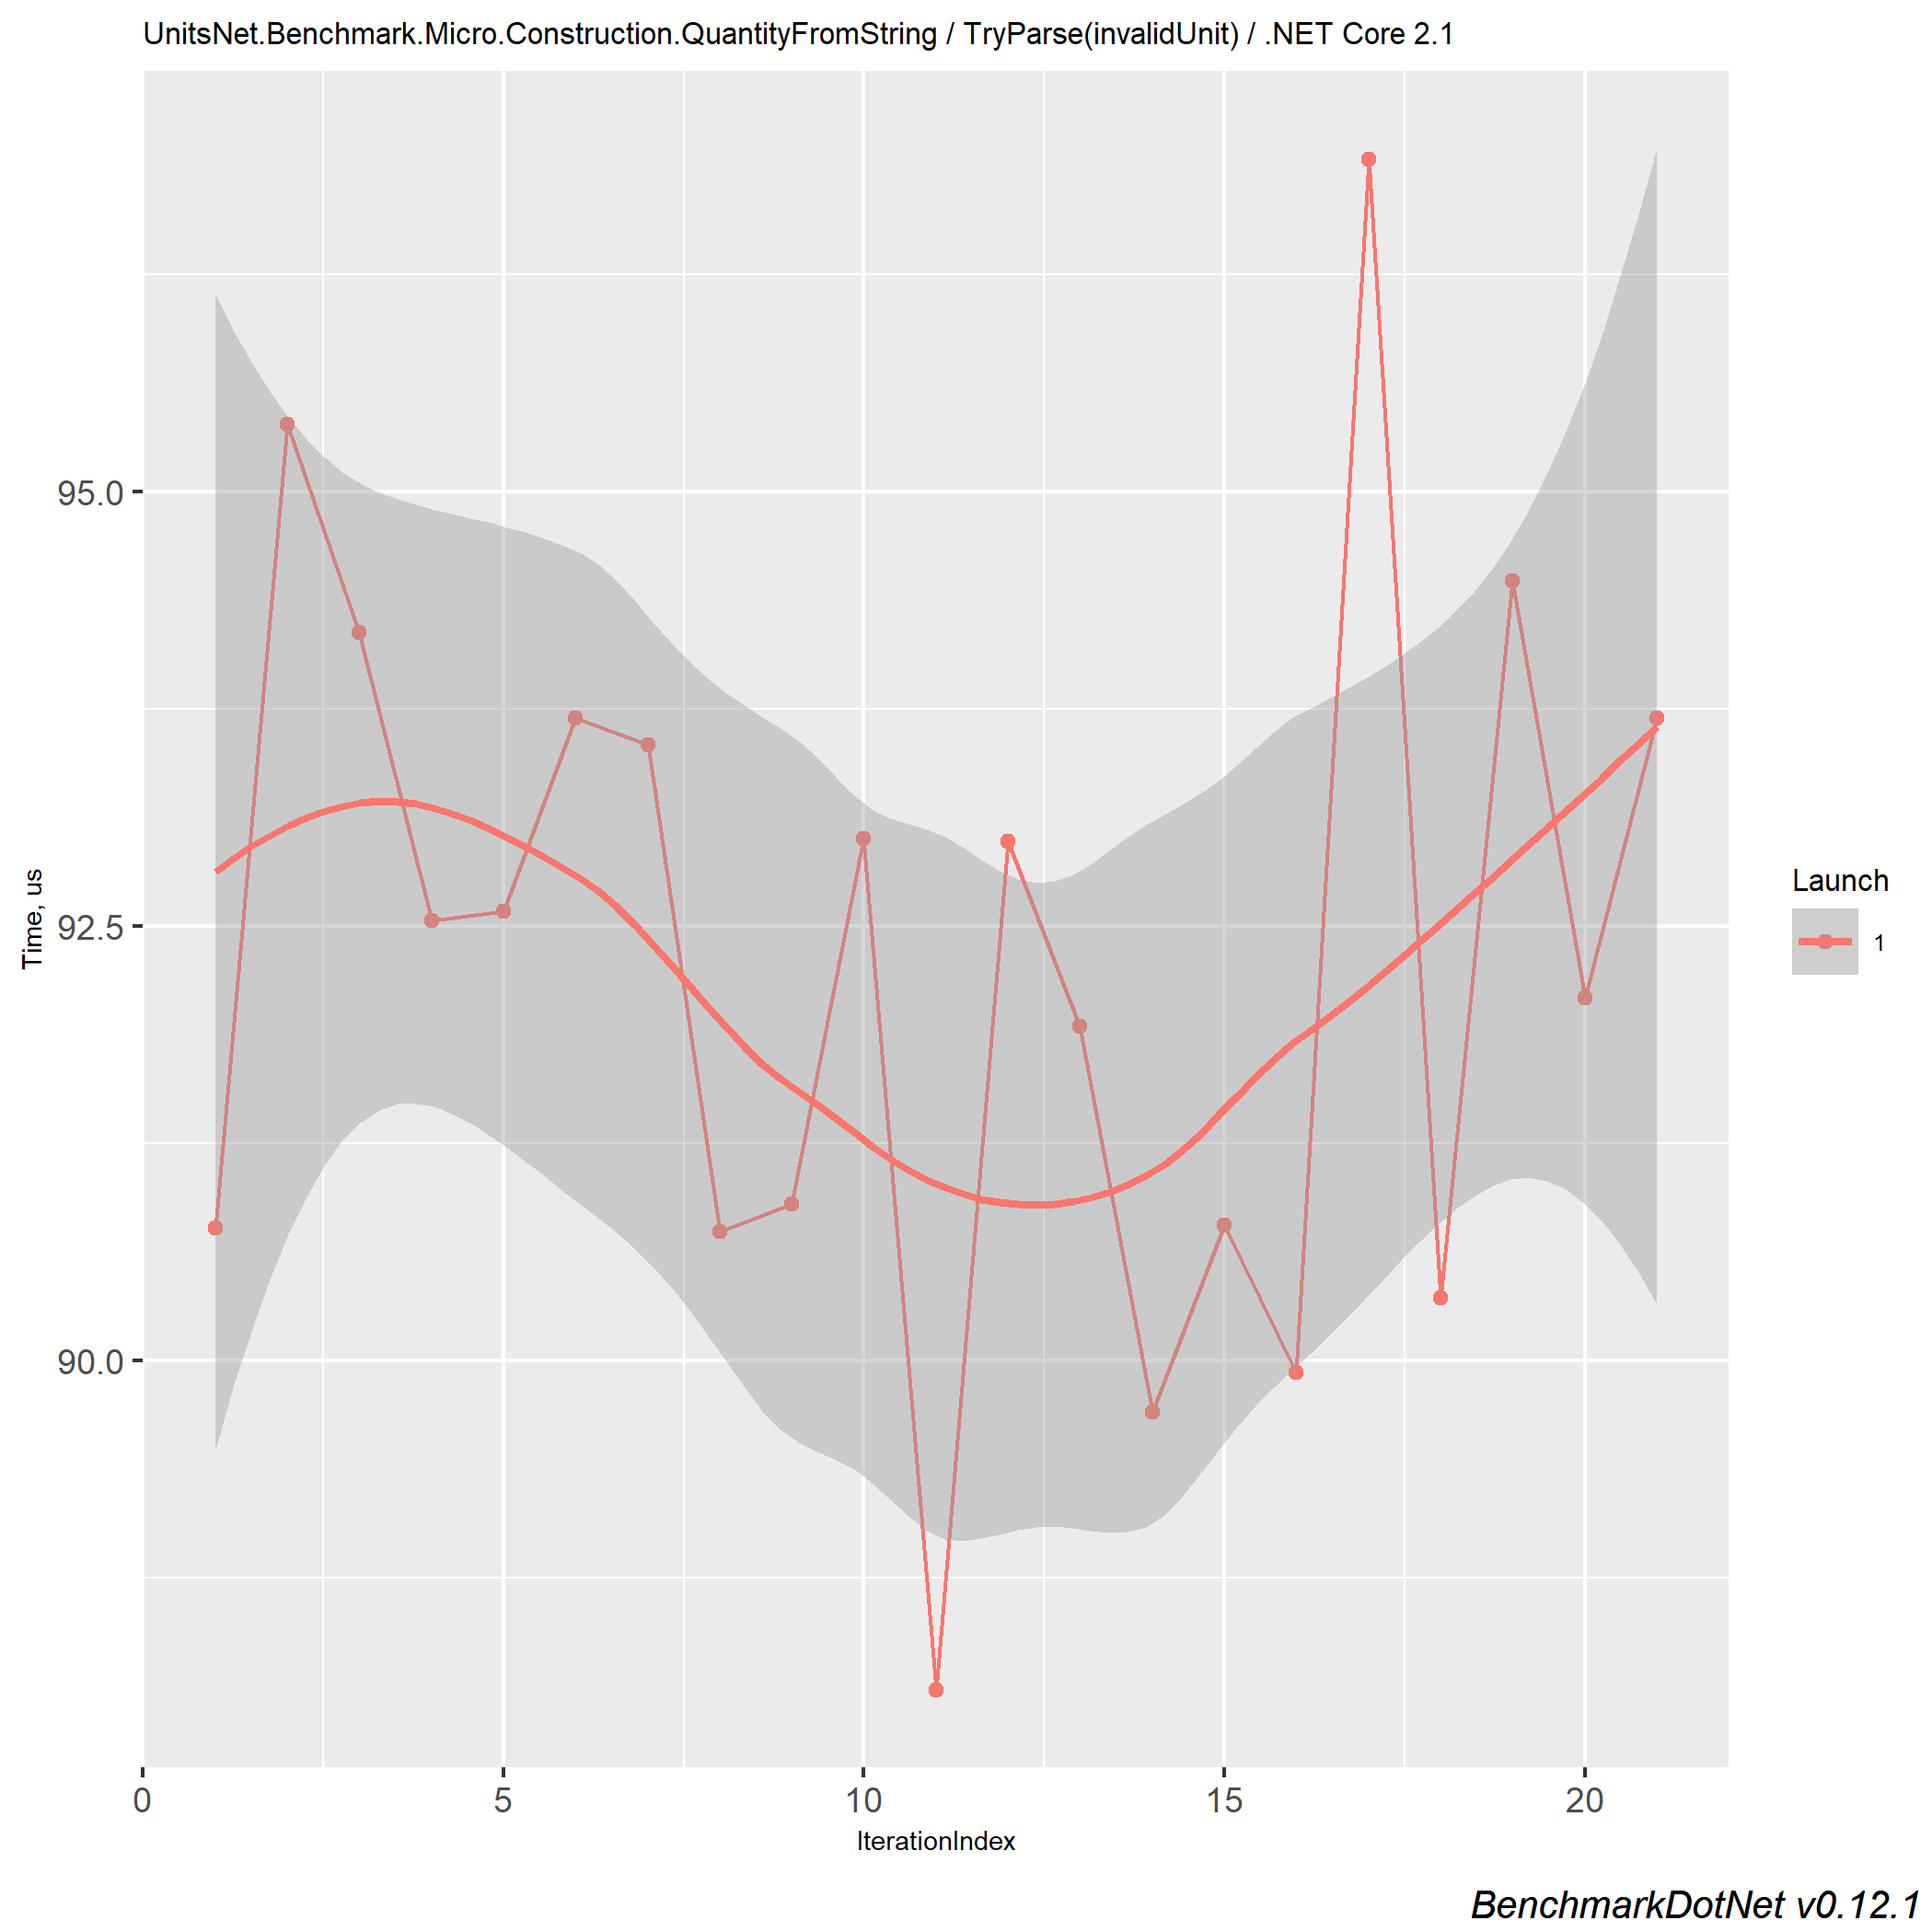 UnitsNet.Benchmark.Micro.Construction.QuantityFromString / TryParse(invalidUnit) / .NET Core 2.1
95.0
92.5
90.0
Time, us
0 5 10 15 20
IterationIndex
Launch
1
BenchmarkDotNet v0.12.1